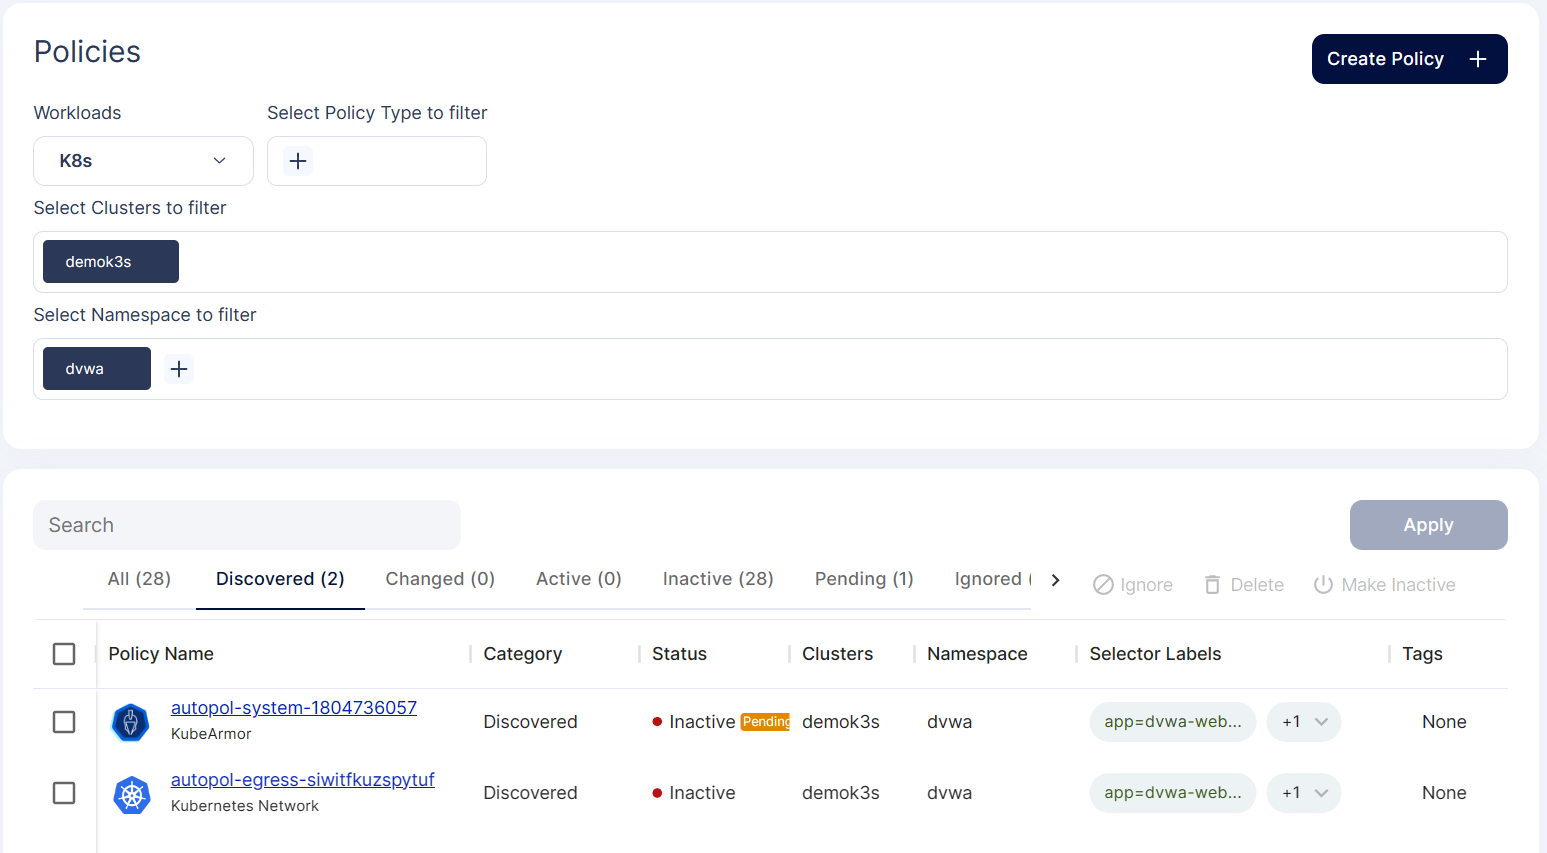 Policies
Create Policy
Workloads
Select Policy Type to filter
K8s
Select Clusters to filter
demok3s
Select Namespace to filter
dvwa
Search
Apply
All (28)
Discovered (2)
Changed (0)
Active (0)
Inactive (28)
Pending (1)
Ignored (
Ignore
Delete
Make Inactive
Policy Name
Category
Status
Clusters
Namespace
Selector Labels
Tags
autopol-system-1804736057
KubeArmor
Discovered
Inactive
Pending
demok3s
dvwa
app=dvwa-web...
+1
None
autopol-egress-siwitfkuzspytuf
Kubernetes Network
Discovered
Inactive
demok3s
dvwa
app=dvwa-web...
+1
None